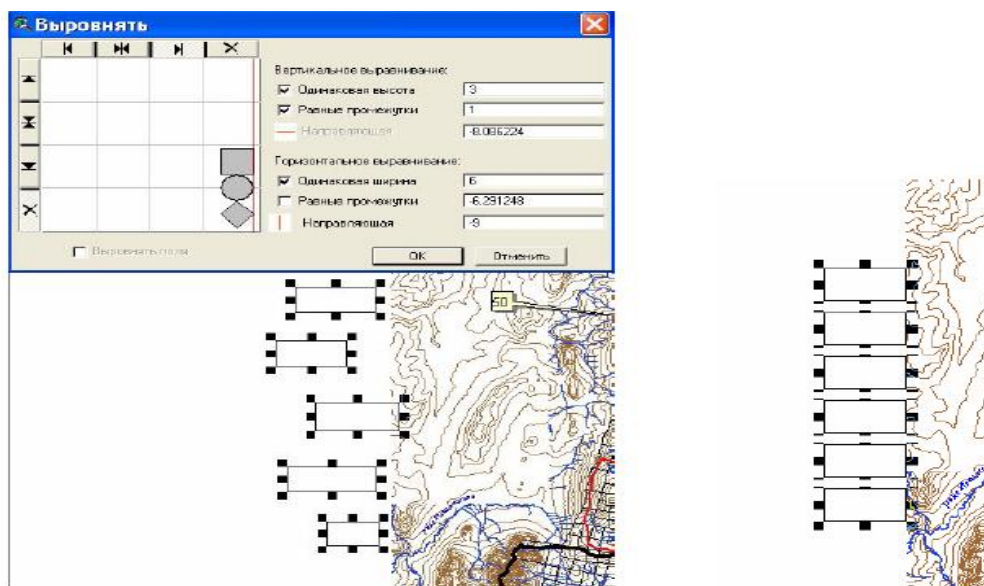 Выровнять
Вертикальное выравнивание:
Одинаковая высота 3
Равные промежутки 1
Направляющая -8.086224
Горизонтальное выравнивание:
Одинаковая ширина 6
Равные промежутки -6.291248
Направляющая -9
Выровнять поля
OK Отменить
50